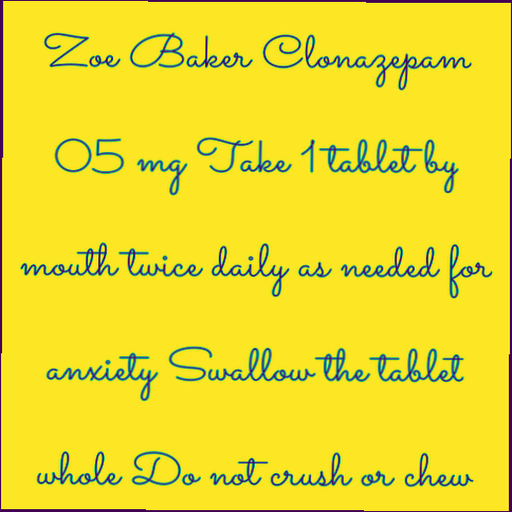 Zoe Baker Clonazepam
05 mg Take 1 tablet by
mouth twice daily as needed for
anxiety Swallow the tablet
whole Do not crush or chew